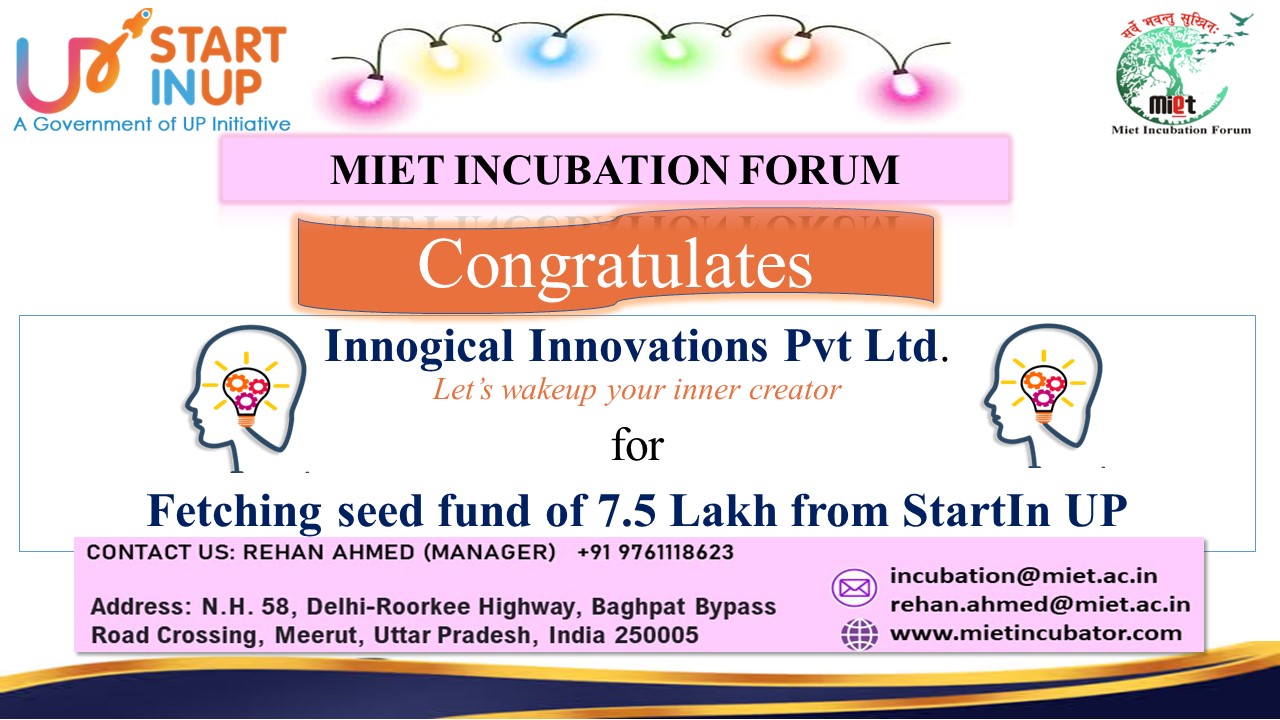 START
INUP
A Government of UP Initiative
सर्वे भवन्तु सुखिनः
miet
Miet Incubation Forum
MIET INCUBATION FORUM
Congratulates
Innogical Innovations Pvt Ltd.
Let’s wakeup your inner creator
for
Fetching seed fund of 7.5 Lakh from StartIn UP
CONTACT US: REHAN AHMED (MANAGER) +91 9761118623
Address: N.H. 58, Delhi-Roorkee Highway, Baghpat Bypass
Road Crossing, Meerut, Uttar Pradesh, India 250005
incubation@miet.ac.in
rehan.ahmed@miet.ac.in
www.mietincubator.com